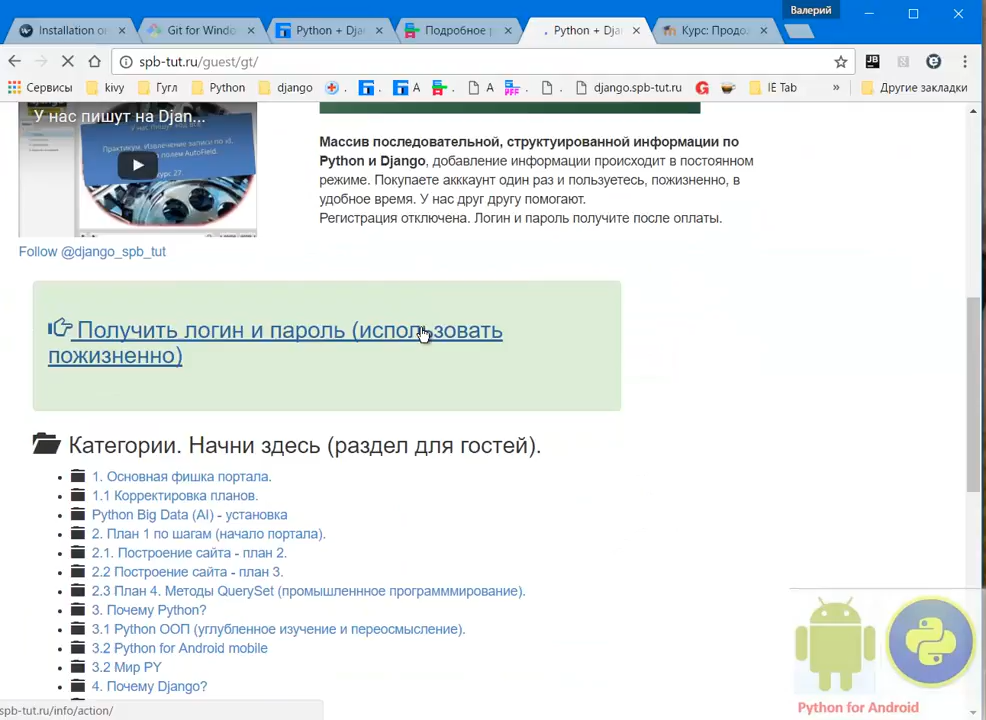 Валерий
Installation or
Git for Windo
Python + Dja
Подробное р
Python + Dja
Курс: Продо
spb-tut.ru/guest/gt/
Сервисы kivy Гугл Python django A A django.spb-tut.ru IE Tab » Другие закладки
У нас пишут на Джан...
Follow @django_spb_tut
Массив последовательной, структурированной информации по
Python и Django, добавление информации происходит в постоянном
режиме. Покупаете акккаунт один раз и пользуетесь, пожизненно, в
удобное время. У нас друг другу помогают.
Регистрация отключена. Логин и пароль получите после оплаты.
Получить логин и пароль (использовать
пожизненно)
Категории. Начни здесь (раздел для гостей).
1. Основная фишка портала.
1.1 Корректировка планов.
Python Big Data (AI) - установка
2. План 1 по шагам (начало портала).
2.1. Построение сайта - план 2.
2.2 Построение сайта - план 3.
2.3 План 4. Методы QuerySet (промышленнное программмирование).
3. Почему Python?
3.1 Python ООП (углубленное изучение и переосмысление).
3.2 Python for Android mobile
3.2 Мир PY
4. Почему Django?
spb-tut.ru/info/action/
Python for Android